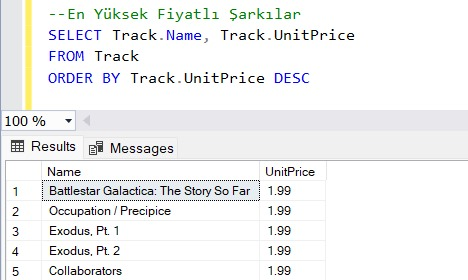 --En Yüksek Fiyatlı Şarkılar
SELECT Track.Name, Track.UnitPrice
FROM Track
ORDER BY Track.UnitPrice DESC
100 %
Results Messages
Name UnitPrice
1 Battlestar Galactica: The Story So Far 1.99
2 Occupation / Precipice 1.99
3 Exodus, Pt. 1 1.99
4 Exodus, Pt. 2 1.99
5 Collaborators 1.99